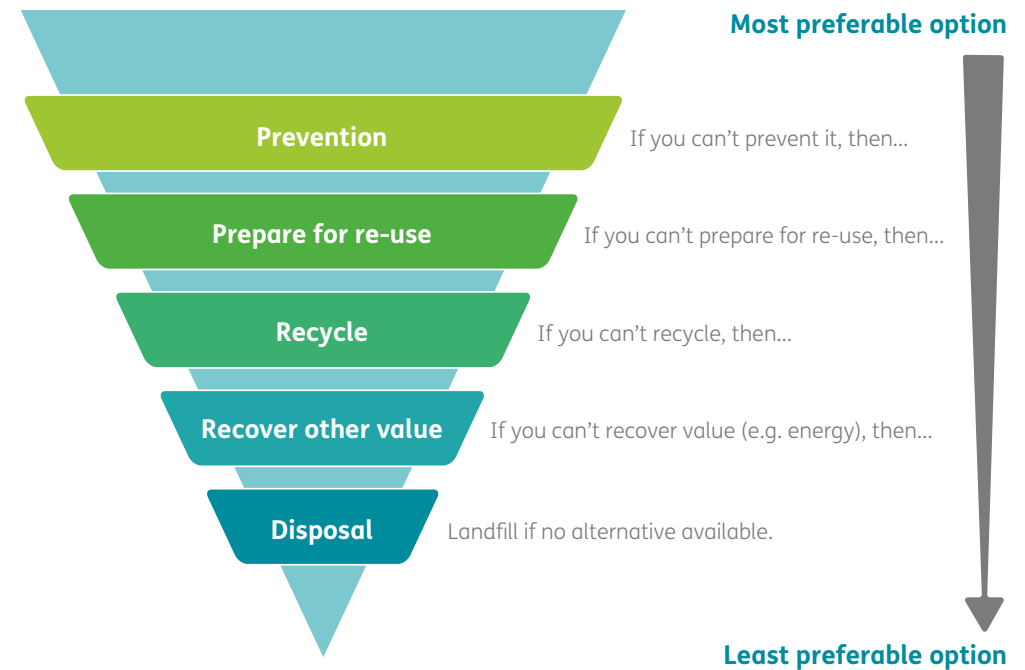 Most preferable option
Prevention
If you can’t prevent it, then...
Prepare for re-use
If you can’t prepare for re-use, then...
Recycle
If you can’t recycle, then...
Recover other value
If you can’t recover value (e.g. energy), then...
Disposal
Landfill if no alternative available.
Least preferable option